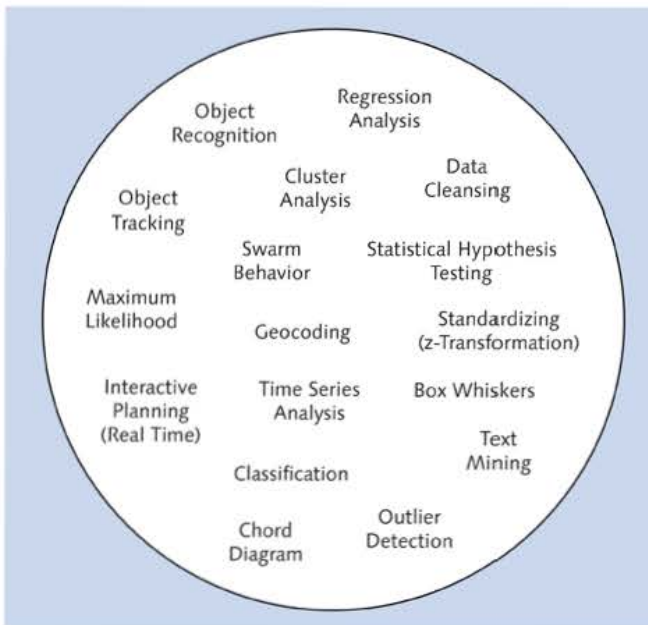 Object
Recognition
Regression
Analysis
Object
Tracking
Cluster
Analysis
Data
Cleansing
Swarm
Behavior
Statistical Hypothesis
Testing
Maximum
Likelihood
Geocoding
Standardizing
(z-Transformation)
Interactive
Planning
(Real Time)
Time Series
Analysis
Box Whiskers
Text
Mining
Classification
Chord
Diagram
Outlier
Detection